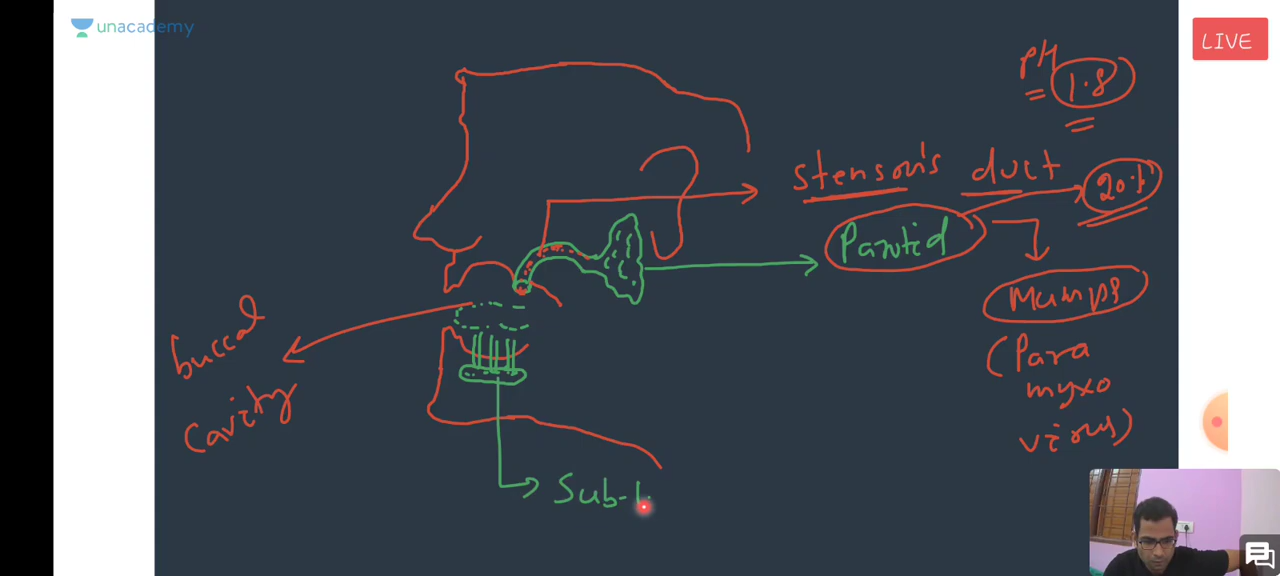 unacademy
LIVE
pH
1.8
Stenson's duct
20%
Parotid
Mumps
(Para
myxo
virus)
buccal
cavity
Sub-l